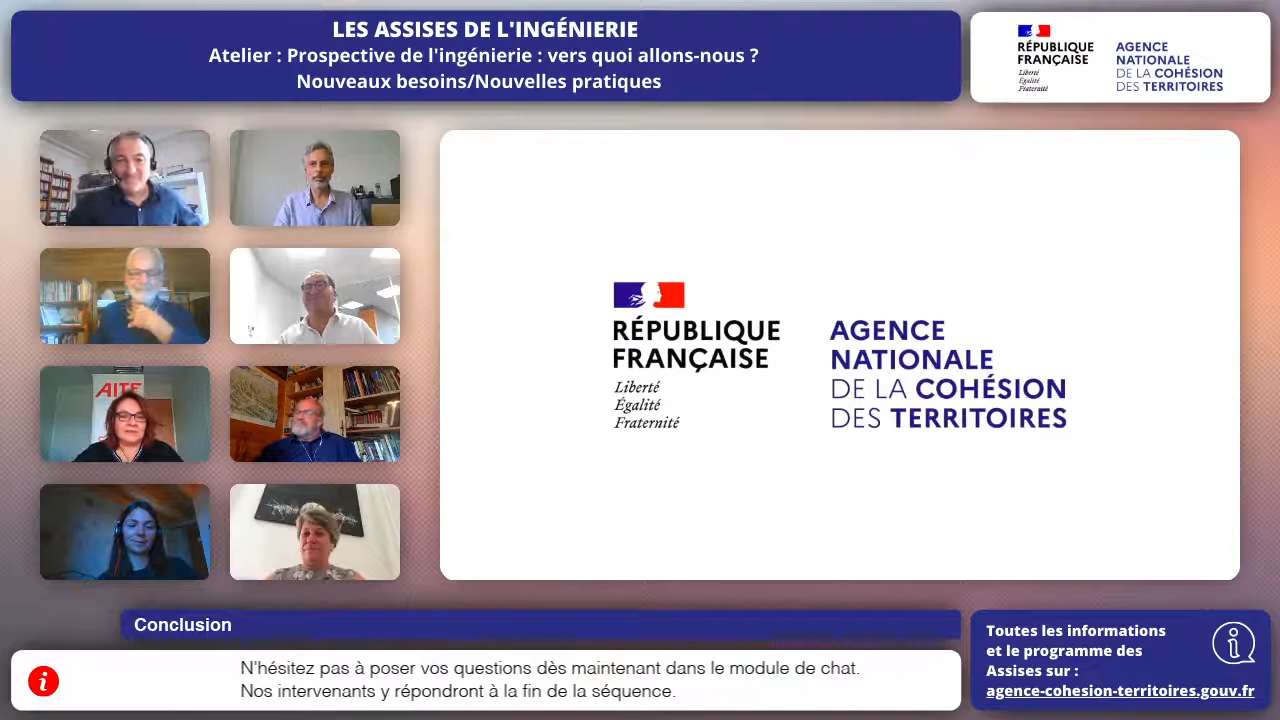 LES ASSISES DE L'INGÉNIERIE
Atelier : Prospective de l'ingénierie : vers quoi allons-nous ?
Nouveaux besoins/Nouvelles pratiques
RÉPUBLIQUE
FRANÇAISE
Liberté
Égalité
Fraternité
AGENCE
NATIONALE
DE LA COHÉSION
DES TERRITOIRES
AITF
RÉPUBLIQUE
FRANÇAISE
Liberté
Égalité
Fraternité
AGENCE
NATIONALE
DE LA COHÉSION
DES TERRITOIRES
Conclusion
N'hésitez pas à poser vos questions dès maintenant dans le module de chat.
Nos intervenants y répondront à la fin de la séquence.
Toutes les informations
et le programme des
Assises sur :
agence-cohesion-territoires.gouv.fr